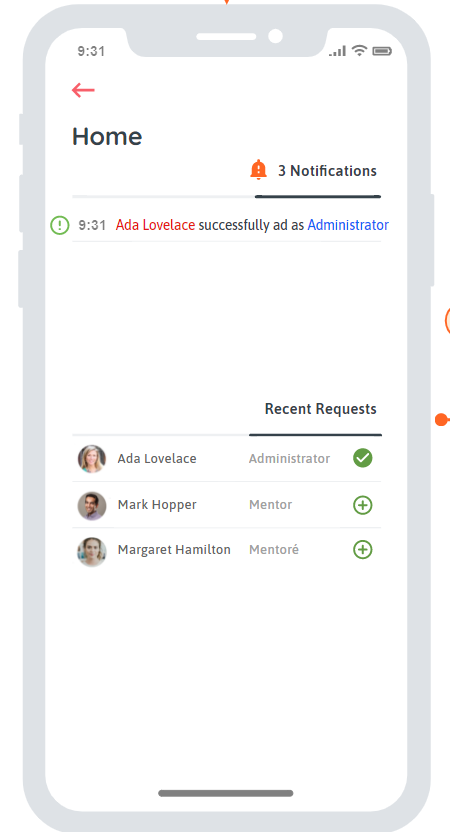 9:31
Home
3 Notifications
9:31 Ada Lovelace successfully ad as Administrator
Recent Requests
Ada Lovelace Administrator
Mark Hopper Mentor
Margaret Hamilton Mentoré